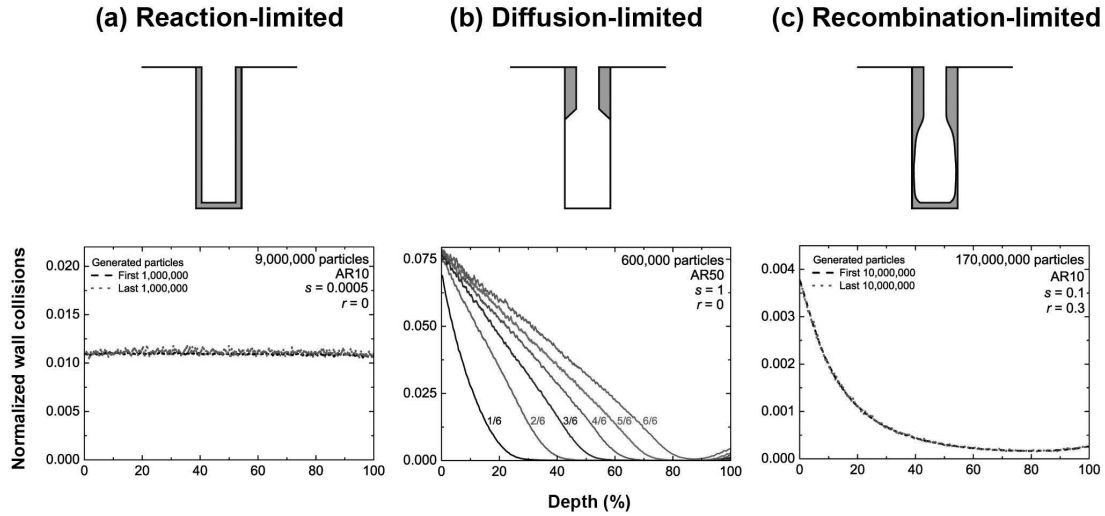 (a) Reaction-limited
(b) Diffusion-limited
(c) Recombination-limited
Normalized wall collisions
0.020
0.015
0.010
0.005
0.000
Generated particles
First 1,000,000
Last 1,000,000
9,000,000 particles
AR10
s = 0.0005
r = 0
0 20 40 60 80 100
0.075
0.050
0.025
0.000
600,000 particles
AR50
s = 1
r = 0
1/6 2/6 3/6 4/6 5/6 6/6
0 20 40 60 80 100
0.004
0.003
0.002
0.001
0.000
Generated particles
First 10,000,000
Last 10,000,000
170,000,000 particles
AR10
s = 0.1
r = 0.3
0 20 40 60 80 100
Depth (%)